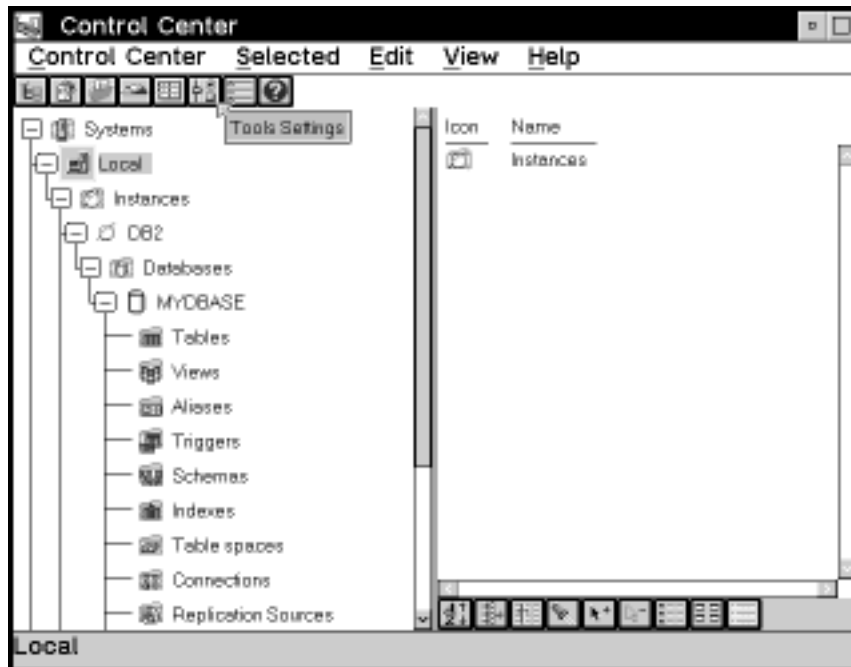 Control Center
Control Center Selected Edit View Help
Tools Settings
Systems
Local
Instances
DB2
Databases
MYDBASE
Tables
Views
Aliases
Triggers
Schemas
Indexes
Table spaces
Connections
Replication Sources
Icon Name
Instances
Local